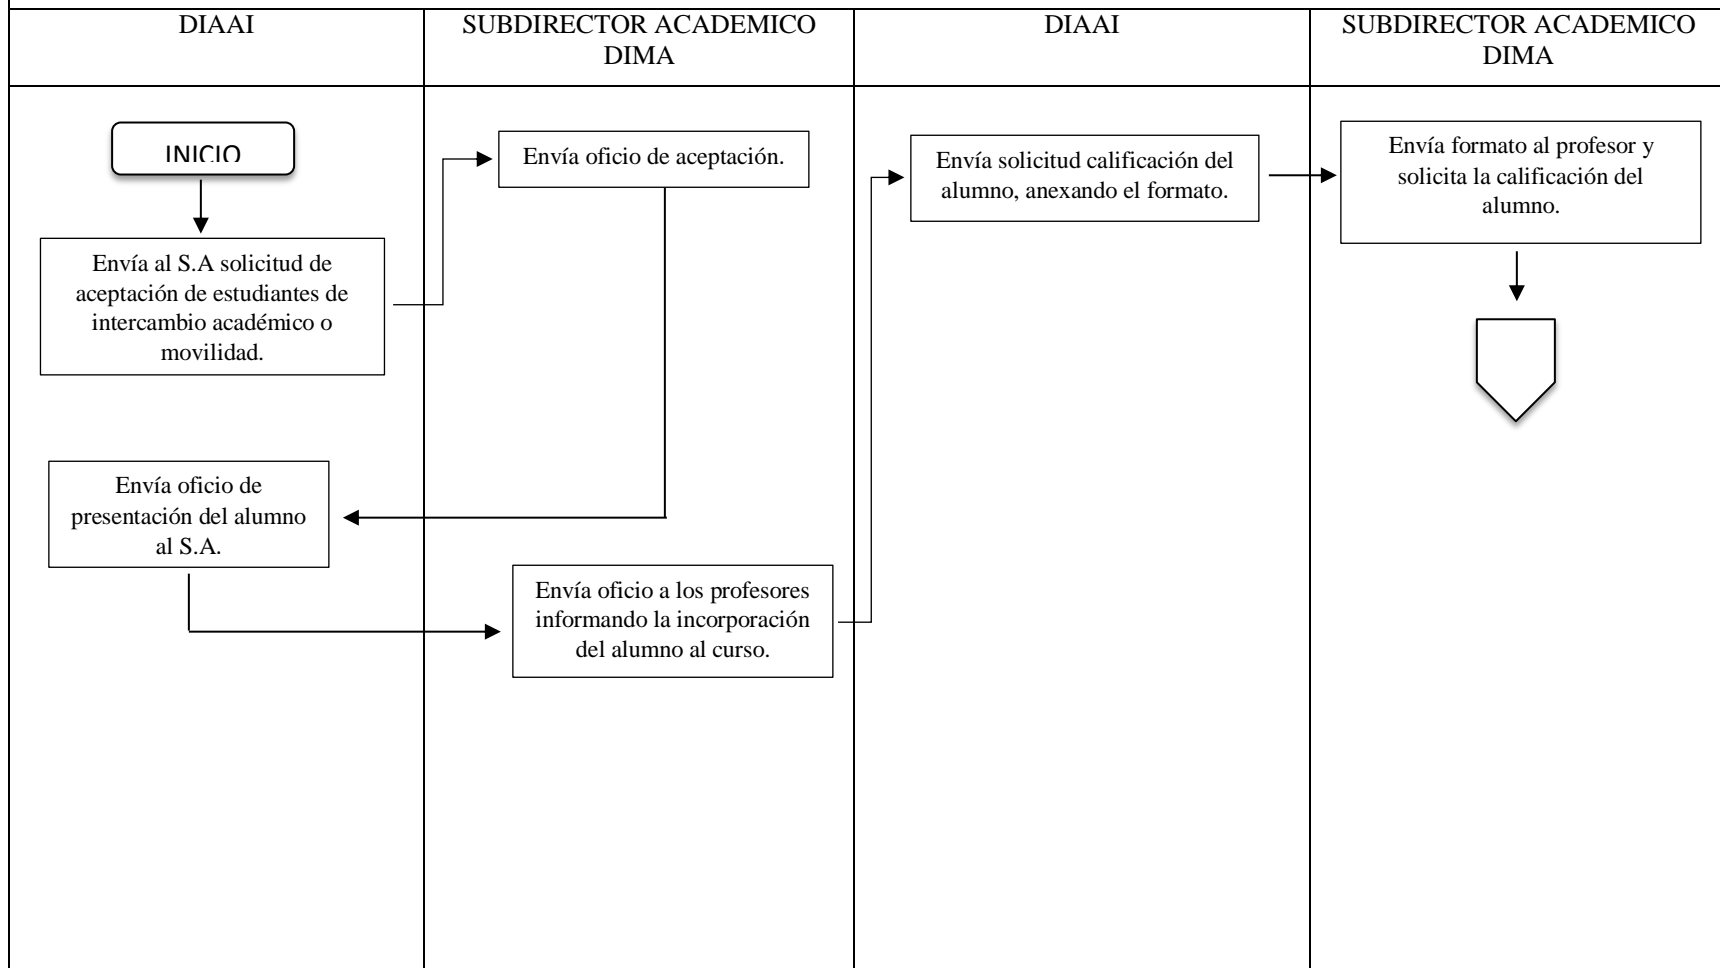 DIAAI
SUBDIRECTOR ACADEMICO
DIMA
DIAAI
SUBDIRECTOR ACADEMICO
DIMA
INICIO
Envía al S.A solicitud de
aceptación de estudiantes de
intercambio académico o
movilidad.
Envía oficio de
presentación del alumno
al S.A.
Envía oficio de aceptación.
Envía oficio a los profesores
informando la incorporación
del alumno al curso.
Envía solicitud calificación del
alumno, anexando el formato.
Envía formato al profesor y
solicita la calificación del
alumno.